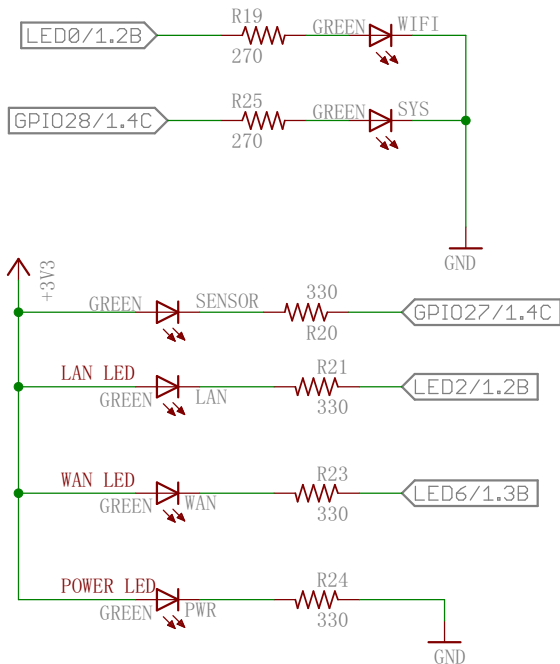 R19
GREEN WIFI
LED0/1.2B
270
R25
GREEN SYS
GPIO28/1.4C
270
GND
+3V3
330
GREEN SENSOR
GPIO27/1.4C
R20
LAN LED
R21
GREEN LAN
LED2/1.2B
330
WAN LED
R23
GREEN WAN
LED6/1.3B
330
POWER LED
R24
GREEN PWR
330
GND